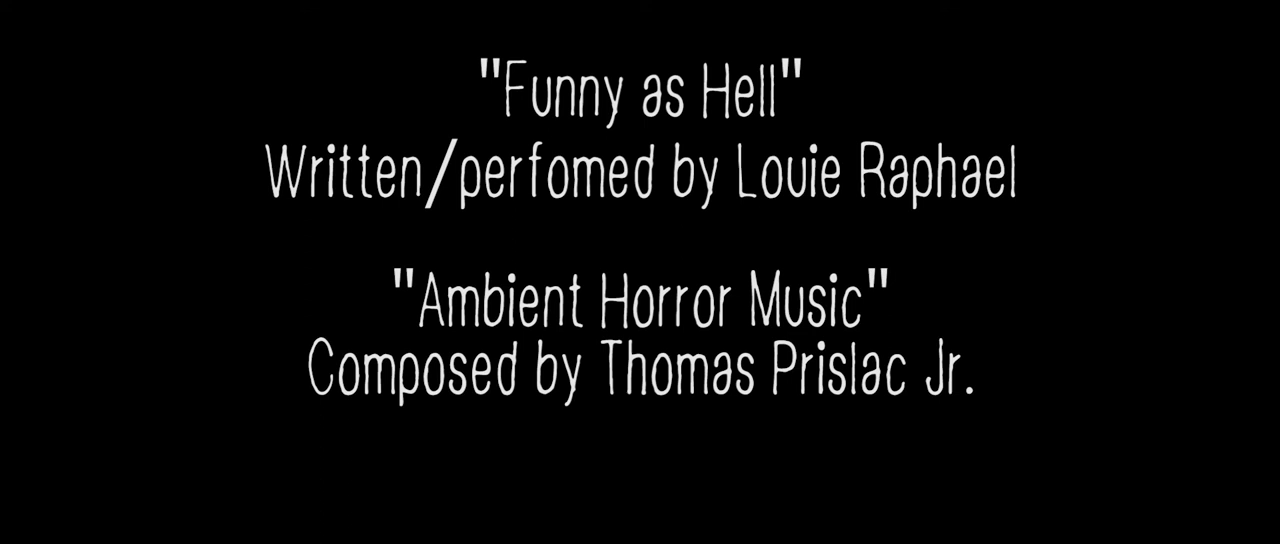 "Funny as Hell"
Written/perfomed by Louie Raphael
"Ambient Horror Music"
Composed by Thomas Prislac Jr.